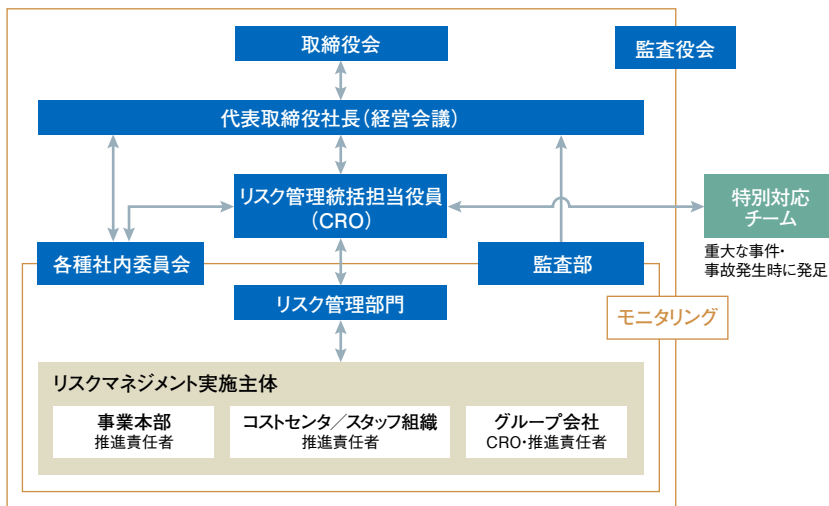 取締役会
監査役会
代表取締役社長（経営会議）
リスク管理統括担当役員
（CRO）
特別対応
チーム
重大な事件・
事故発生時に発足
各種社内委員会
監査部
リスク管理部門
モニタリング
リスクマネジメント実施主体
事業本部
推進責任者
コストセンタ／スタッフ組織
推進責任者
グループ会社
CRO・推進責任者